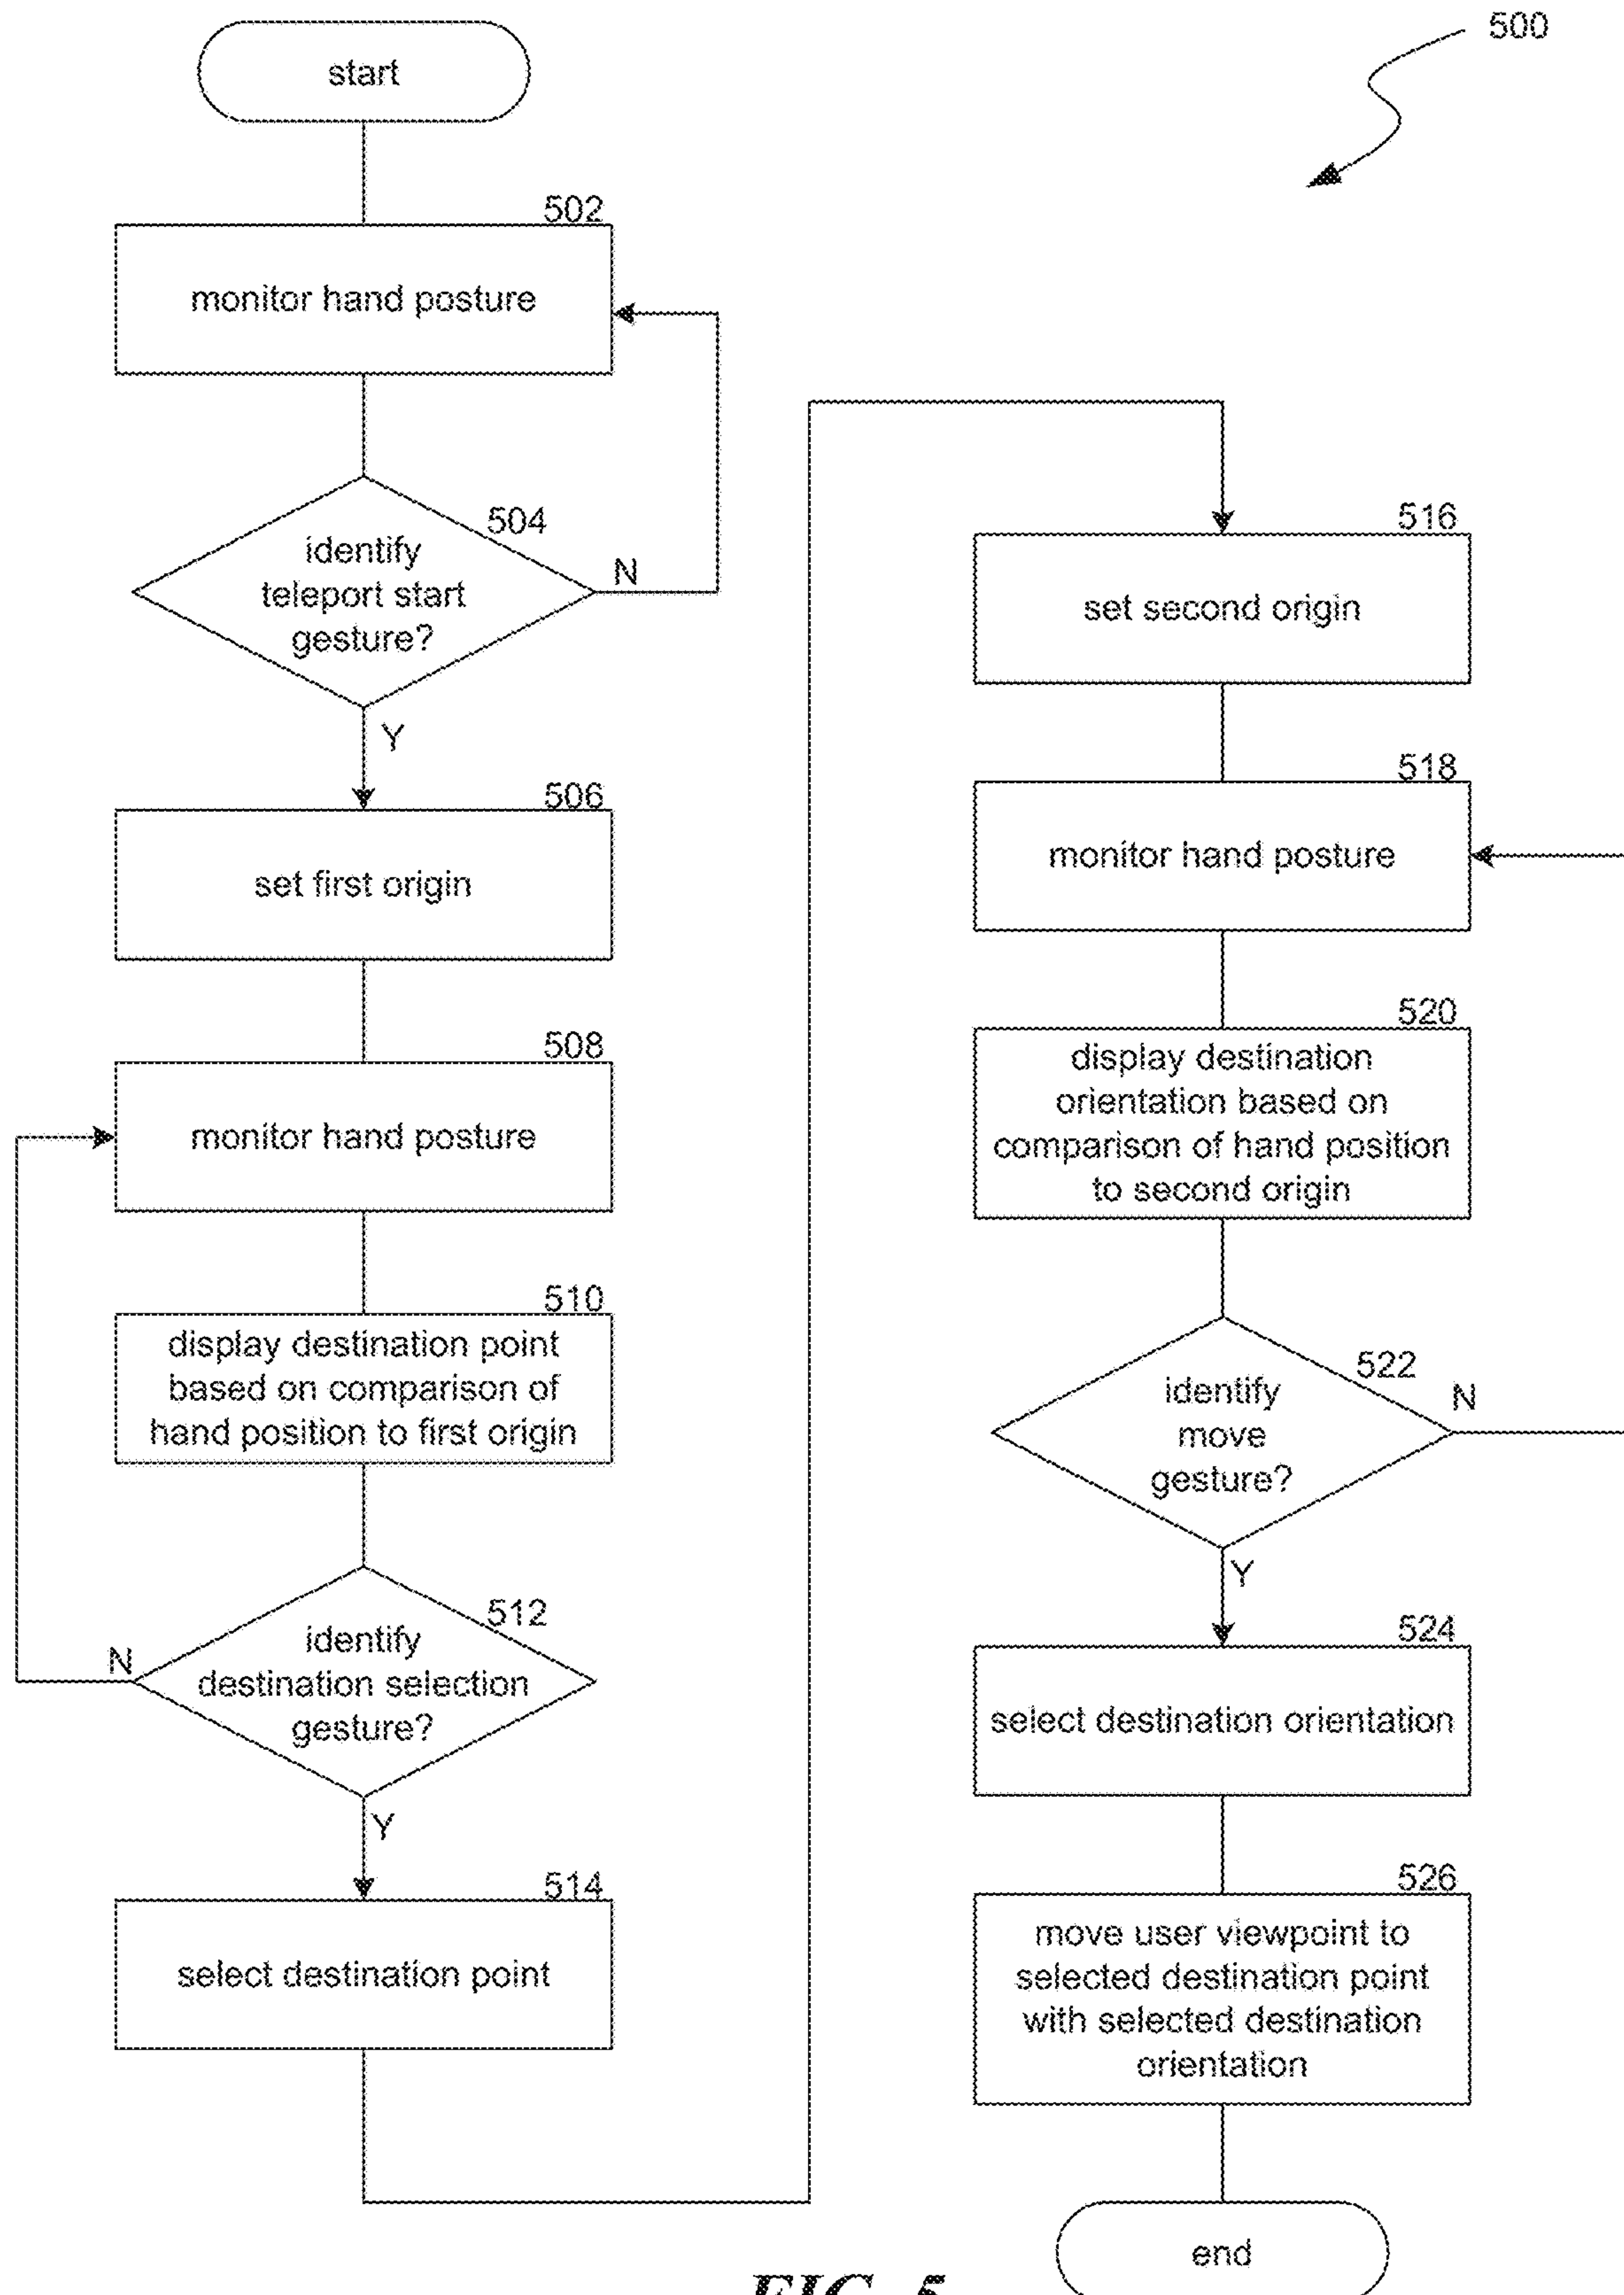 500
start
502
monitor hand posture
504
identify
teleport start
gesture?
N
Y
506
set first origin
508
monitor hand posture
510
display destination point
based on comparison of
hand position to first origin
512
identify
destination selection
gesture?
N
Y
514
select destination point
516
set second origin
518
monitor hand posture
520
display destination
orientation based on
comparison of hand position
to second origin
522
identify
move
gesture?
N
Y
524
select destination orientation
526
move user viewpoint to
selected destination point
with selected destination
orientation
end
FIG. 5